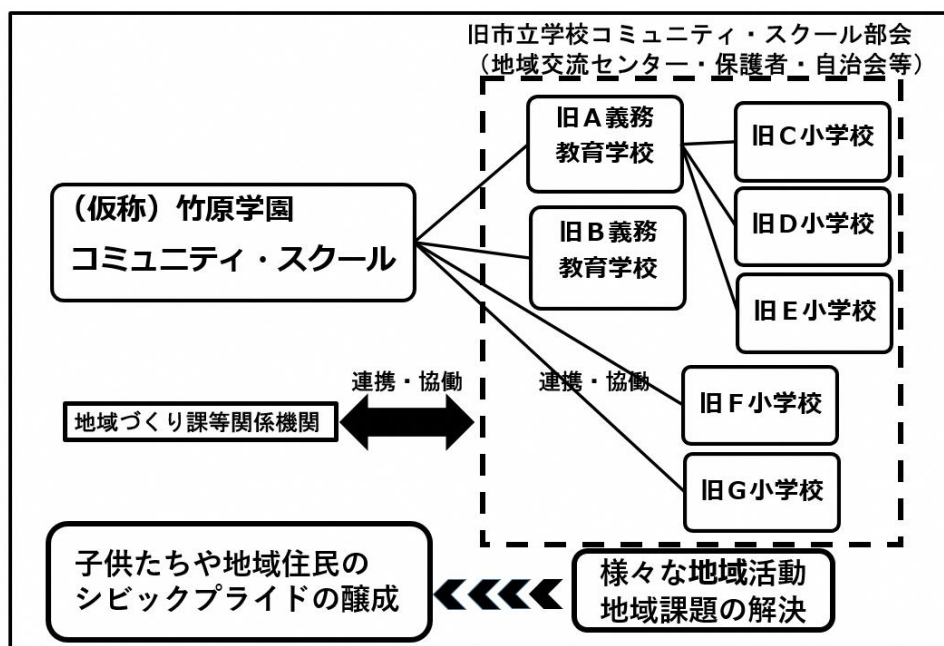 旧市立学校コミュニティ・スクール部会
（地域交流センター・保護者・自治会等）
旧Ａ義務
教育学校
旧Ｃ小学校
（仮称）竹原学園
コミュニティ・スクール
旧Ｄ小学校
旧Ｂ義務
教育学校
旧Ｅ小学校
連携・協働
連携・協働
旧Ｆ小学校
地域づくり課等関係機関
旧Ｇ小学校
子供たちや地域住民の
シビックプライドの醸成
様々な地域活動
地域課題の解決